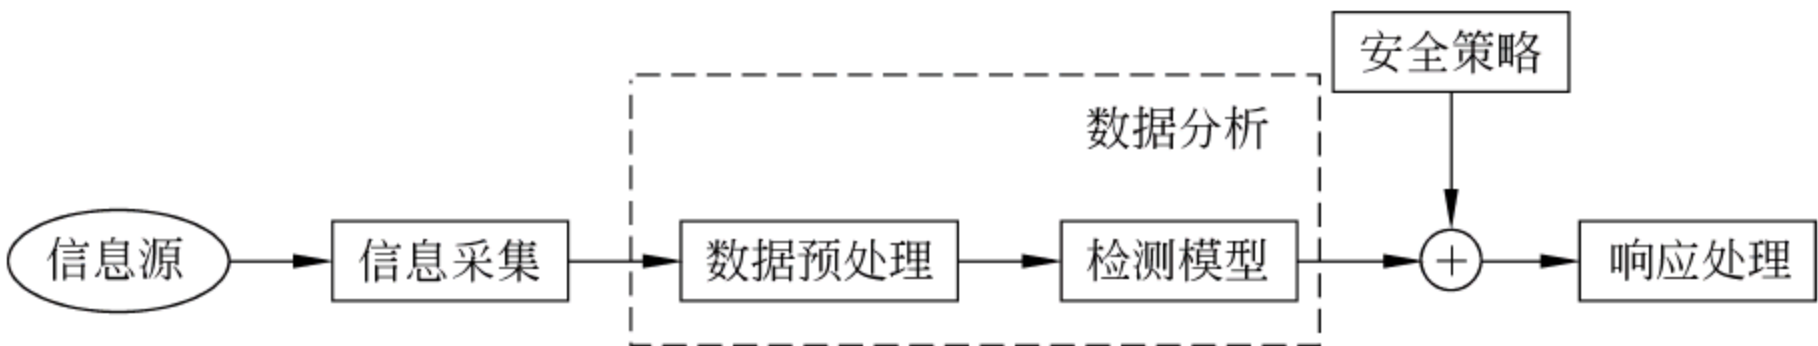 安全策略
数据分析
信息源
信息采集
数据预处理
检测模型
+
响应处理